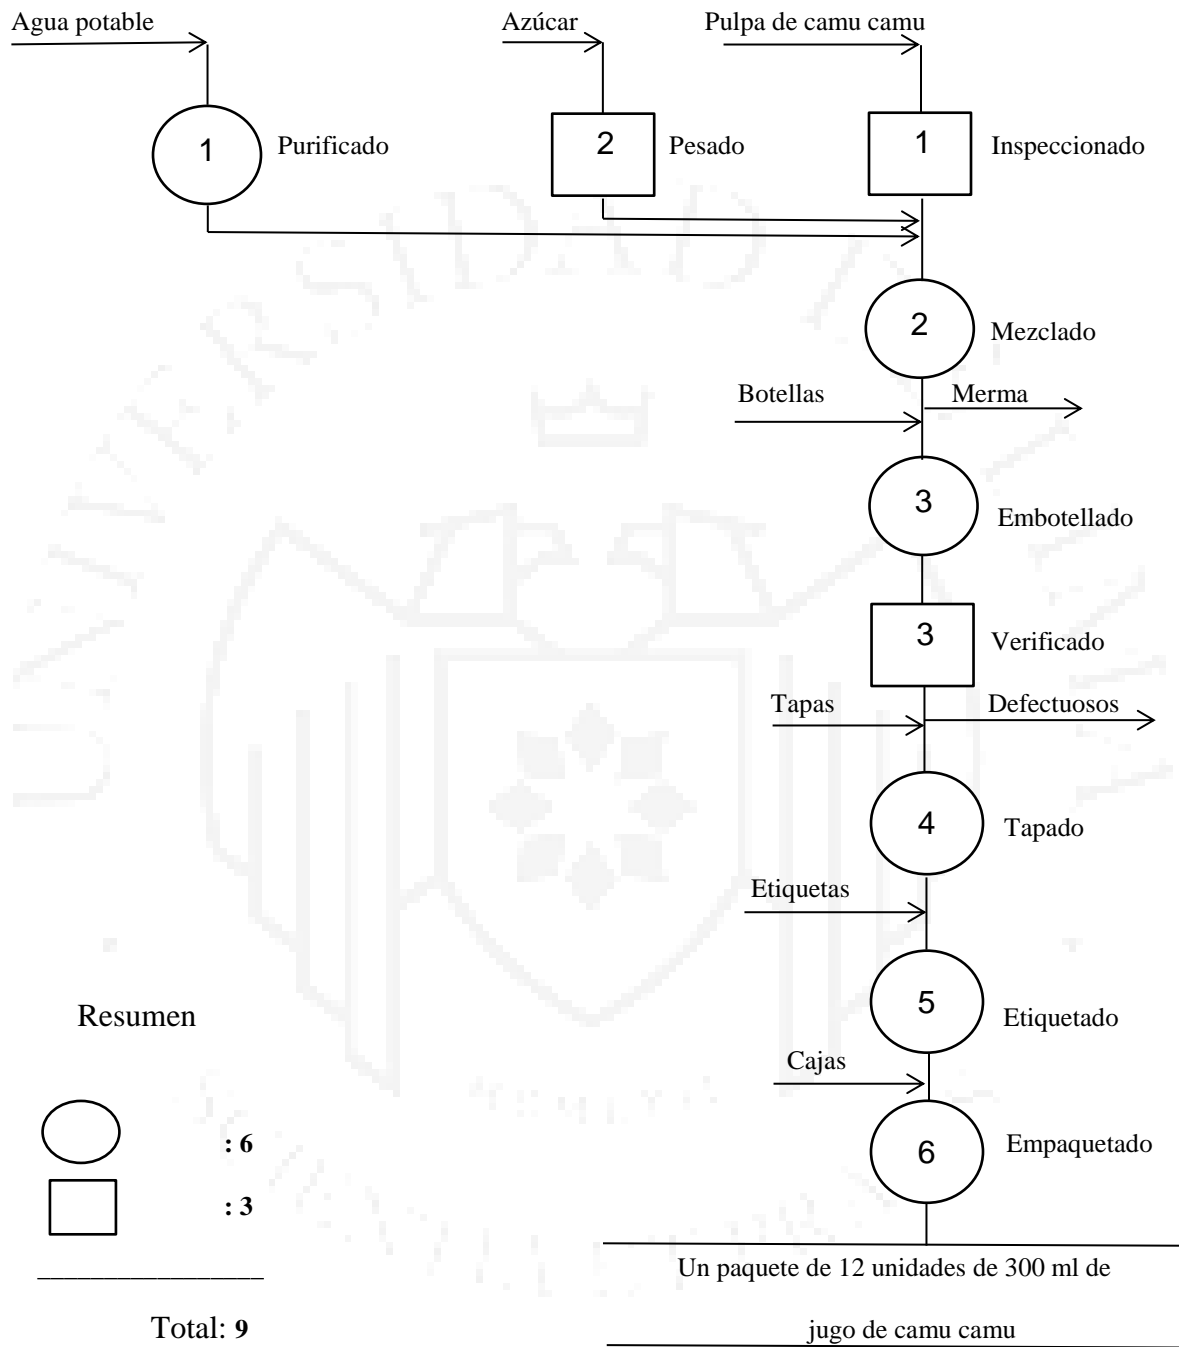 Agua potable
Azúcar
Pulpa de camu camu
1
Purificado
2
Pesado
1
Inspeccionado
2
Mezclado
Botellas
Merma
3
Embotellado
3
Verificado
Tapas
Defectuosos
4
Tapado
Etiquetas
5
Etiquetado
Resumen
Cajas
: 6
6
Empaquetado
: 3
Un paquete de 12 unidades de 300 ml de
Total: 9
jugo de camu camu